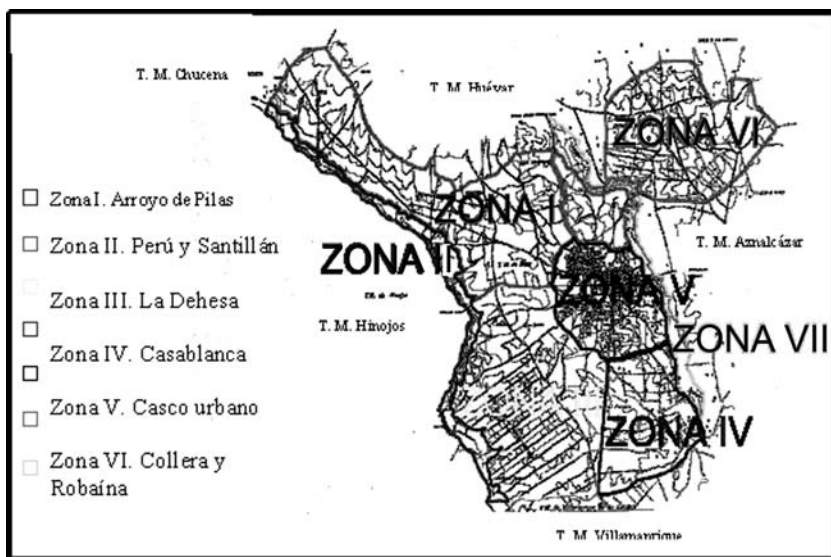 T. M. Chucena
T. M. Huévar
ZONA VI
Zona I. Arroyo de Pilas
ZONA I
T. M. Aznalcázar
Zona II. Perú y Santillán
ZONA II
Zona III. La Dehesa
ZONA V
T. M. Hinojos
ZONA VII
Zona IV. Casablanca
Zona V. Casco urbano
ZONA IV
Zona VI. Collera y
Robaína
T. M. Villamanrique